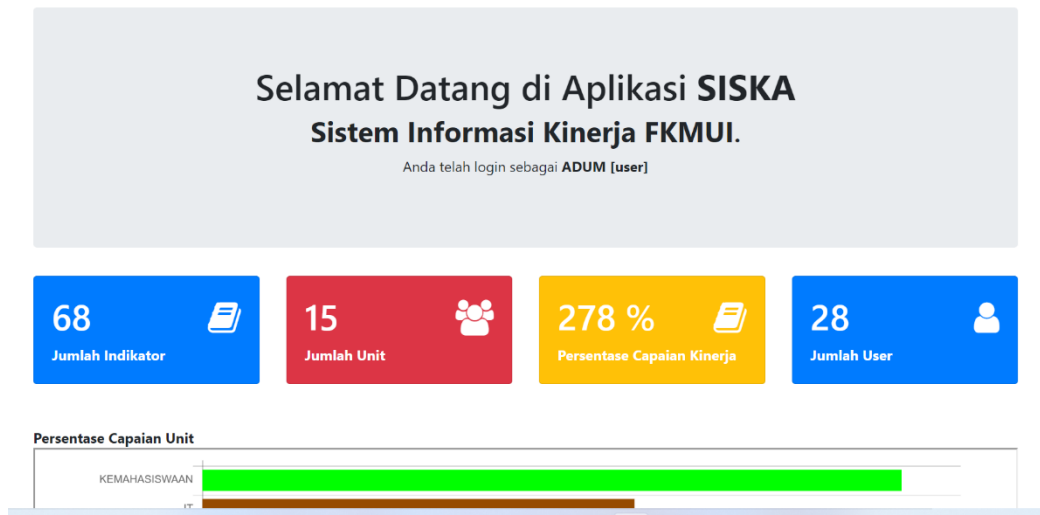 Selamat Datang di Aplikasi SISKA
Sistem Informasi Kinerja FKMUI.
Anda telah login sebagai ADUM [user]
68
Jumlah Indikator
15
Jumlah Unit
278 %
Persentase Capaian Kinerja
28
Jumlah User
Persentase Capaian Unit
KEMAHASISWAAN
IT